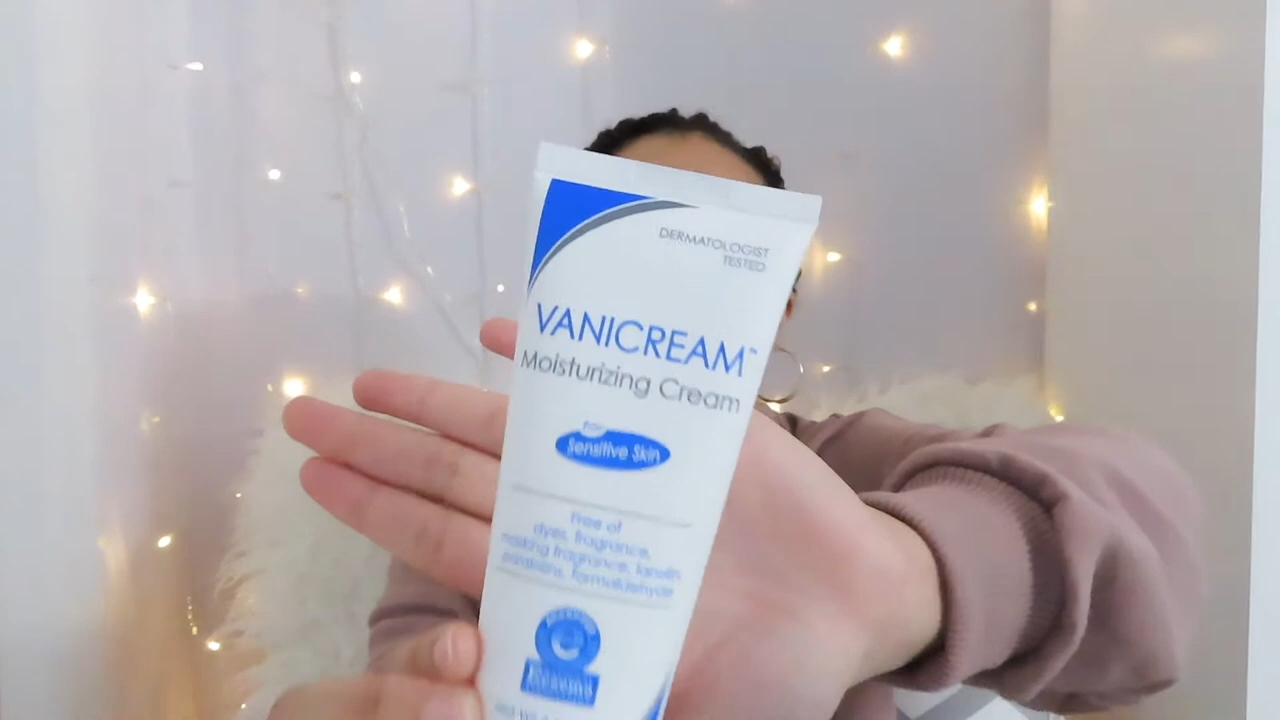 DERMATOLOGIST
TESTED
VANICREAM™
Moisturizing Cream
for
Sensitive Skin
Free of
dyes, fragrance,
masking fragrance, lanolin
parabens, formaldehyde